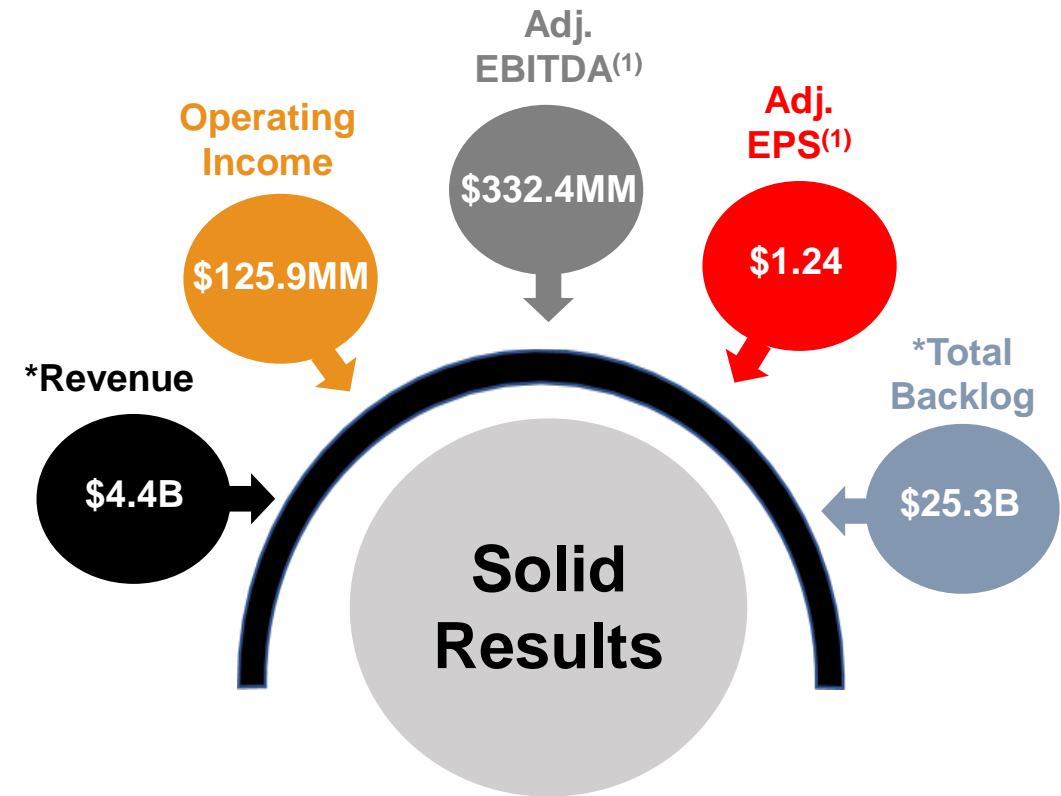 Adj.
EBITDA(1)
$332.4MM
Adj.
EPS(1)
$1.24
Operating
Income
$125.9MM
*Revenue
$4.4B
*Total
Backlog
$25.3B
Solid
Results